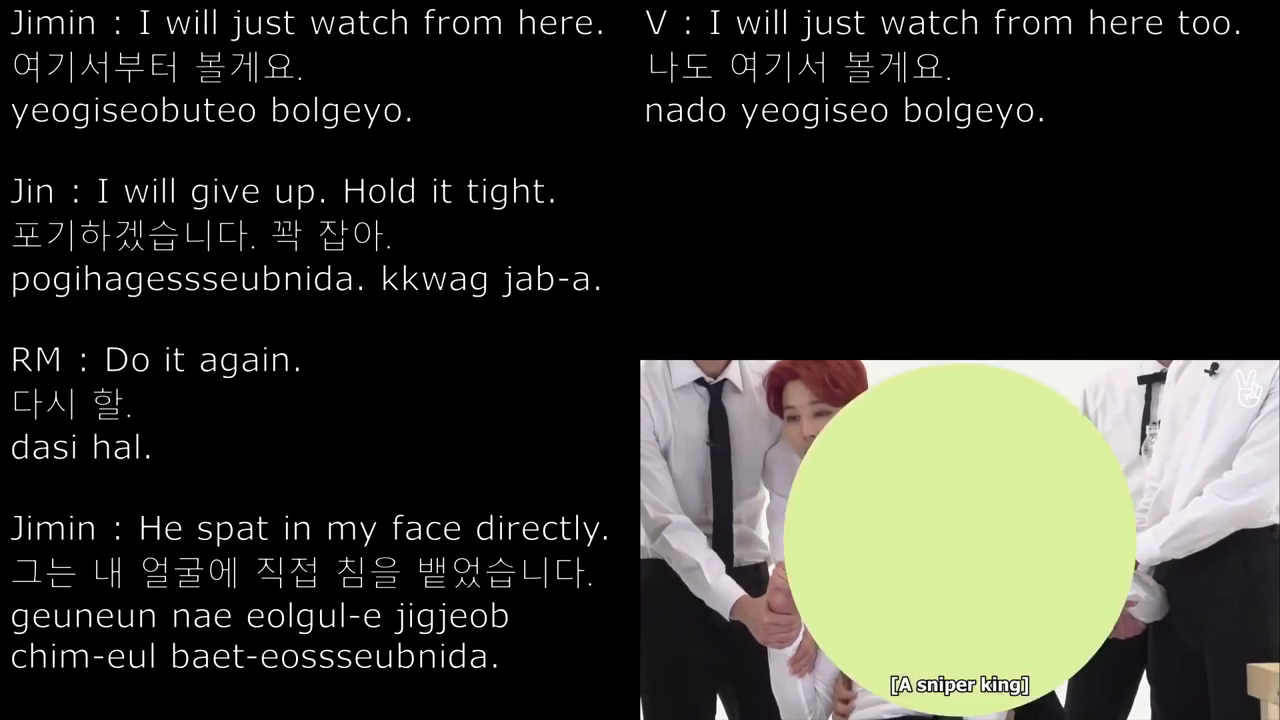 Jimin : I will just watch from here.
여기서부터 볼게요.
yeogiseobuteo bolgeyo.
Jin : I will give up. Hold it tight.
포기하겠습니다. 꽉 잡아.
pogihagessseubnida. kkwag jab-a.
RM : Do it again.
다시 할.
dasi hal.
Jimin : He spat in my face directly.
그는 내 얼굴에 직접 침을 뱉었습니다.
geuneun nae eolgul-e jigjeob
chim-eul baet-eossseubnida.
V : I will just watch from here too.
나도 여기서 볼게요.
nado yeogiseo bolgeyo.
[A sniper king]